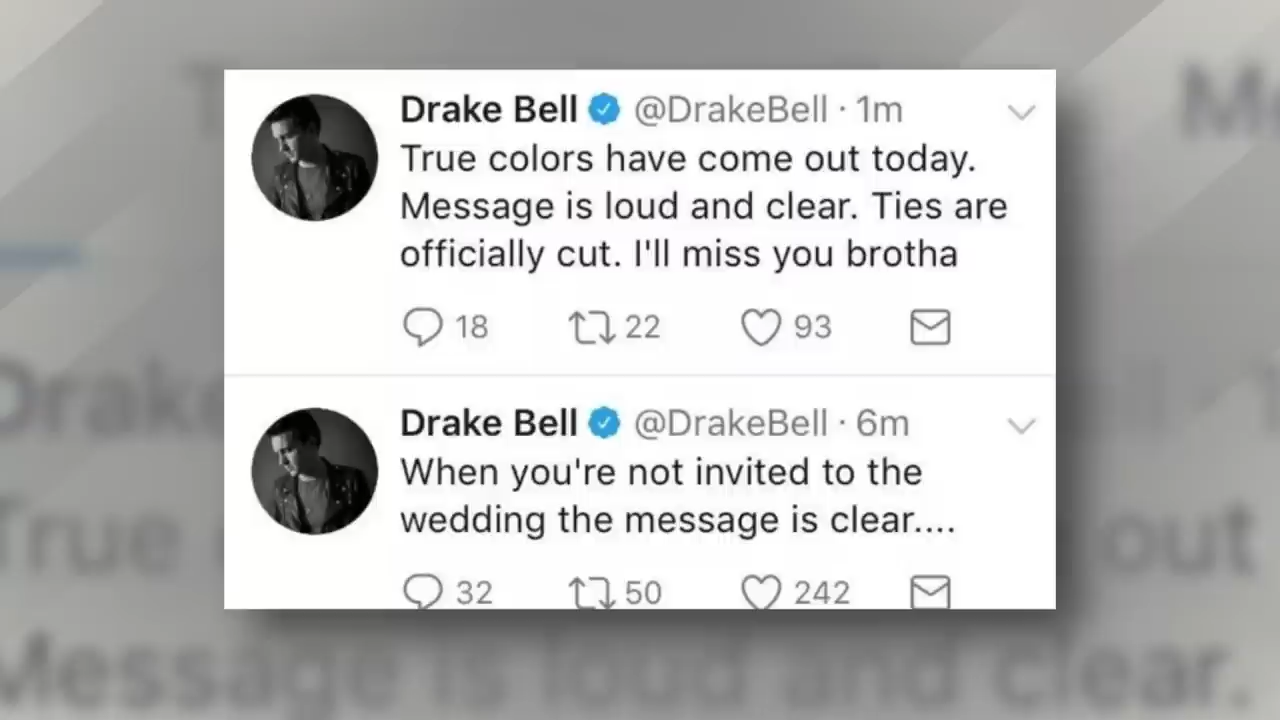 Drake Bell @DrakeBell · 1m
True colors have come out today.
Message is loud and clear. Ties are
officially cut. I'll miss you brotha
18 22 93
Drake Bell @DrakeBell · 6m
When you're not invited to the
wedding the message is clear....
32 50 242